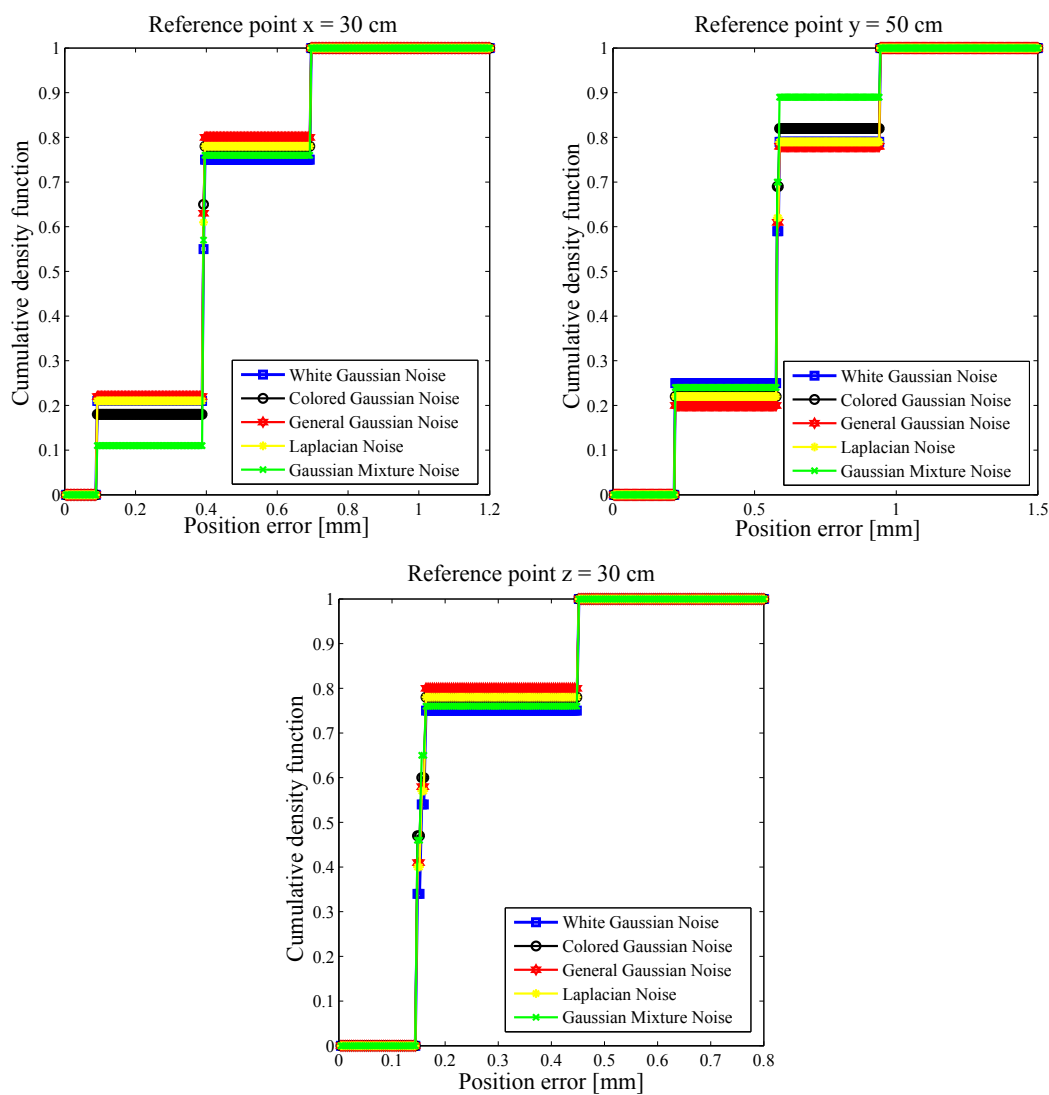 Reference point x = 30 cm
1
0.9
0.8
0.7
0.6
0.5
0.4
0.3
0.2
0.1
0
Cumulative density function
White Gaussian Noise
Colored Gaussian Noise
General Gaussian Noise
Laplacian Noise
Gaussian Mixture Noise
0 0.2 0.4 0.6 0.8 1 1.2
Position error [mm]
Reference point y = 50 cm
1
0.9
0.8
0.7
0.6
0.5
0.4
0.3
0.2
0.1
0
Cumulative density function
White Gaussian Noise
Colored Gaussian Noise
General Gaussian Noise
Laplacian Noise
Gaussian Mixture Noise
0 0.5 1 1.5
Position error [mm]
Reference point z = 30 cm
1
0.9
0.8
0.7
0.6
0.5
0.4
0.3
0.2
0.1
0
Cumulative density function
White Gaussian Noise
Colored Gaussian Noise
General Gaussian Noise
Laplacian Noise
Gaussian Mixture Noise
0 0.1 0.2 0.3 0.4 0.5 0.6 0.7 0.8
Position error [mm]